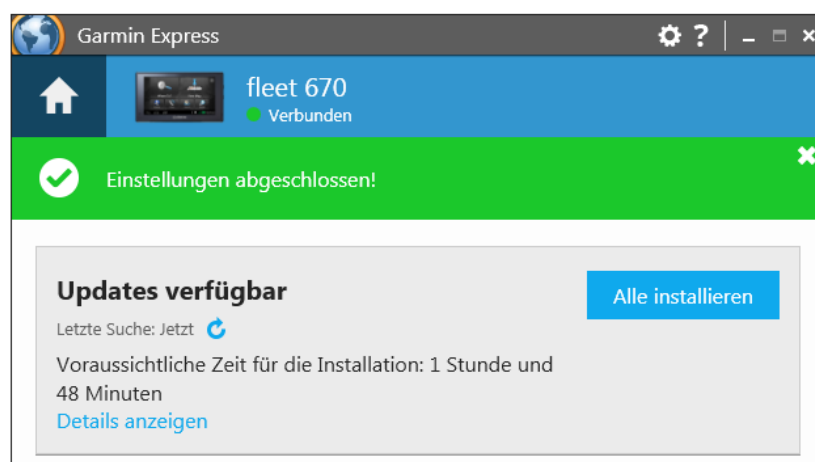 Garmin Express
?
fleet 670
Verbunden
Einstellungen abgeschlossen!
Updates verfügbar
Alle installieren
Letzte Suche: Jetzt
Voraussichtliche Zeit für die Installation: 1 Stunde und
48 Minuten
Details anzeigen